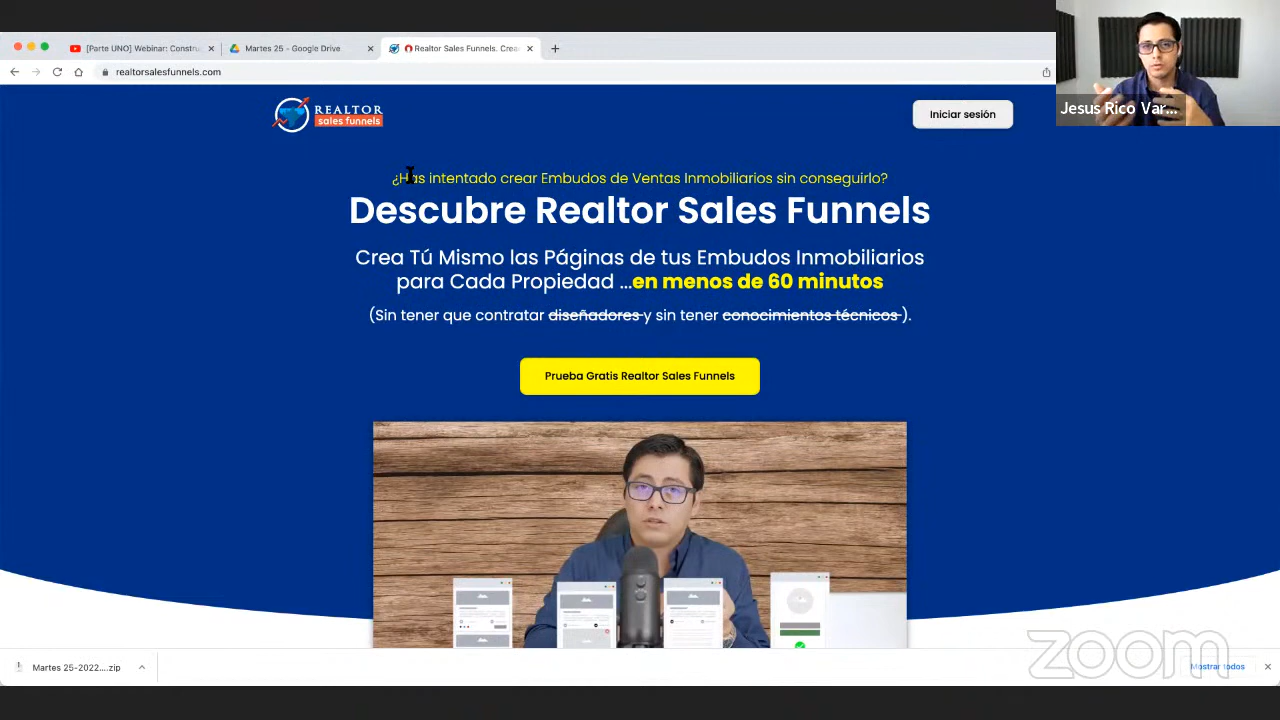 [Parte UNO] Webinar: Constru
Martes 25 - Google Drive
Realtor Sales Funnels. Crea
realtorsalesfunnels.com
Jesus Rico Var...
REALTOR
sales funnels
Iniciar sesión
¿Has intentado crear Embudos de Ventas Inmobiliarios sin conseguirlo?
Descubre Realtor Sales Funnels
Crea Tú Mismo las Páginas de tus Embudos Inmobiliarios
para Cada Propiedad ...en menos de 60 minutos
(Sin tener que contratar diseñadores y sin tener conocimientos técnicos ).
Prueba Gratis Realtor Sales Funnels
zoom
Martes 25-2022....zip
Mostrar todos